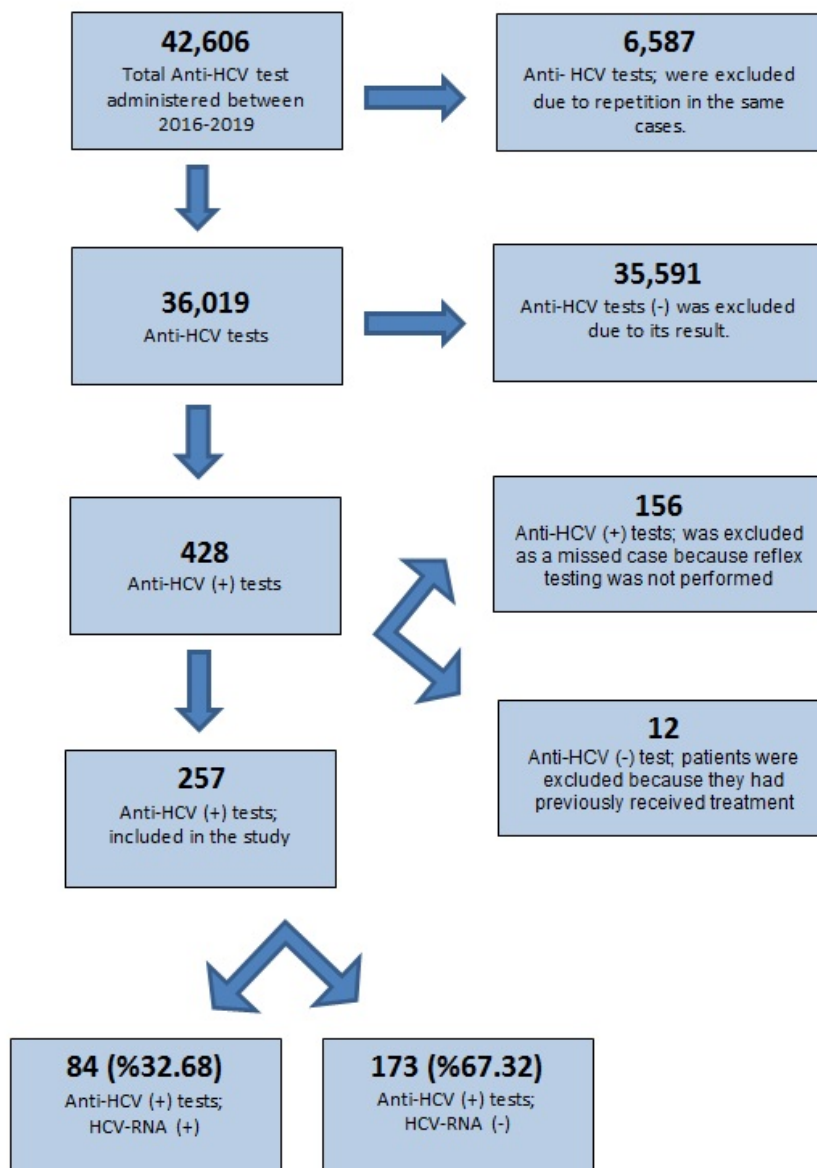 42,606
Total Anti-HCV test
administered between
2016-2019
6,587
Anti- HCV tests; were excluded
due to repetition in the same
cases.
36,019
Anti-HCV tests
35,591
Anti-HCV tests (-) was excluded
due to its result.
428
Anti-HCV (+) tests
156
Anti-HCV (+) tests; was excluded
as a missed case because reflex
testing was not performed
12
Anti-HCV (-) test; patients were
excluded because they had
previously received treatment
257
Anti-HCV (+) tests;
included in the study
84 (%32.68)
Anti-HCV (+) tests;
HCV-RNA (+)
173 (%67.32)
Anti-HCV (+) tests;
HCV-RNA (-)